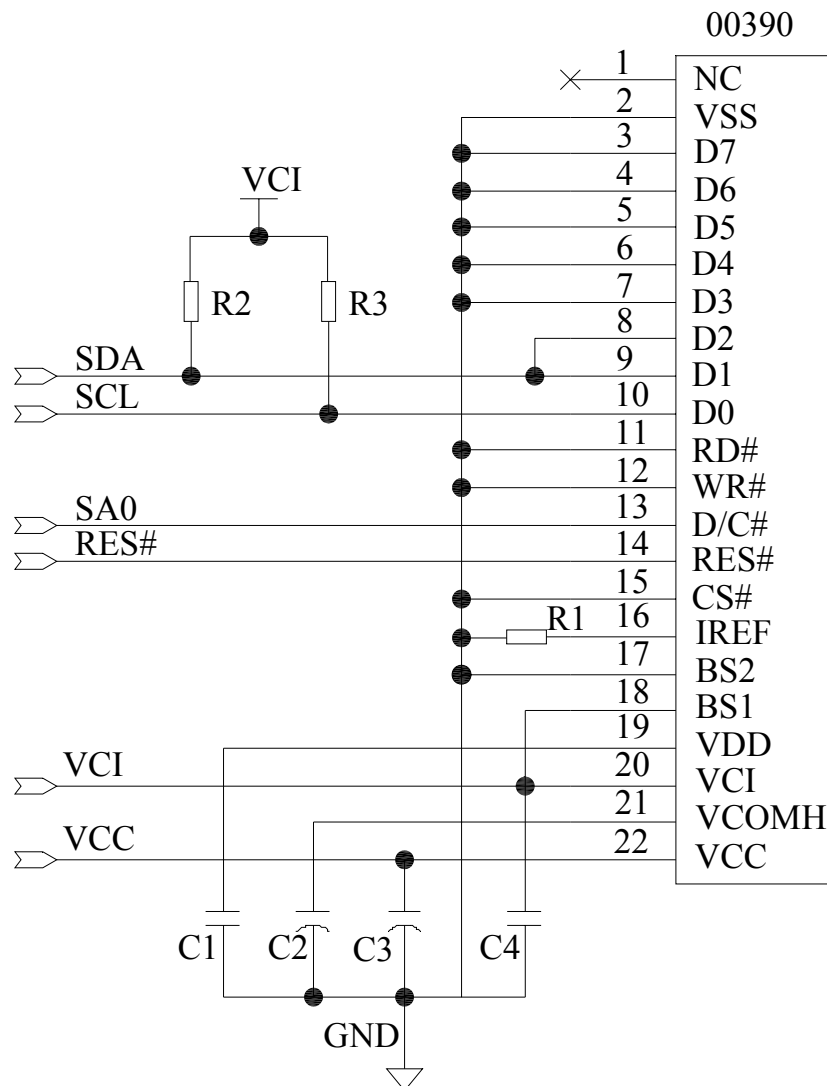 00390
1 NC
2 VSS
3 D7
4 D6
VCI
5 D5
6 D4
R2 R3 7 D3
8 D2
SDA 9 D1
SCL 10 D0
11 RD#
12 WR#
SA0 13 D/C#
RES# 14 RES#
15 CS#
R1 16 IREF
17 BS2
18 BS1
19 VDD
VCI 20 VCI
21 VCOMH
VCC 22 VCC
C1 C2 C3 C4
GND